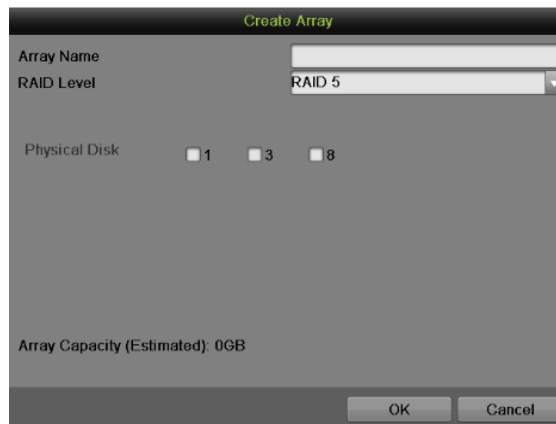 Create Array
Array Name
RAID Level RAID 5
Physical Disk 1 3 8
Array Capacity (Estimated): 0GB
OK Cancel